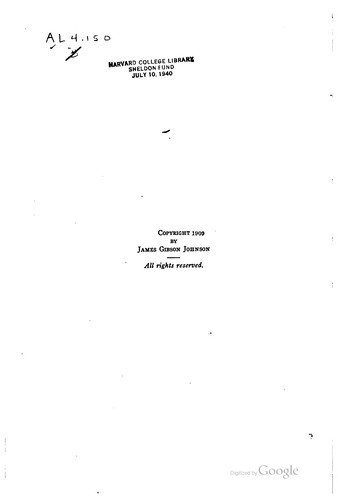 AL 4.150
HARVARD COLLEGE LIBRARY
SHELDON FUND
JULY 10, 1940
COPYRIGHT 1909
BY
JAMES GIBSON JOHNSON
All rights reserved.
Digitized by Google